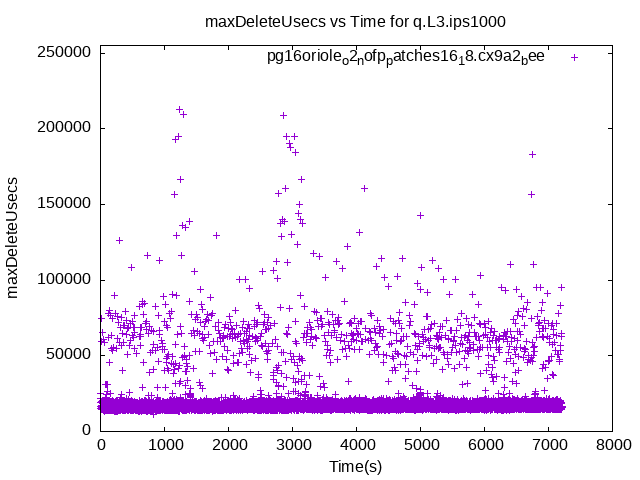 maxDeleteUsecs vs Time for q.L3.ips1000
pg16oriole_o2_nofp_patches16_18.cx9a2_bee
250000
200000
150000
100000
50000
0
maxDeleteUsecs
0 1000 2000 3000 4000 5000 6000 7000 8000
Time(s)